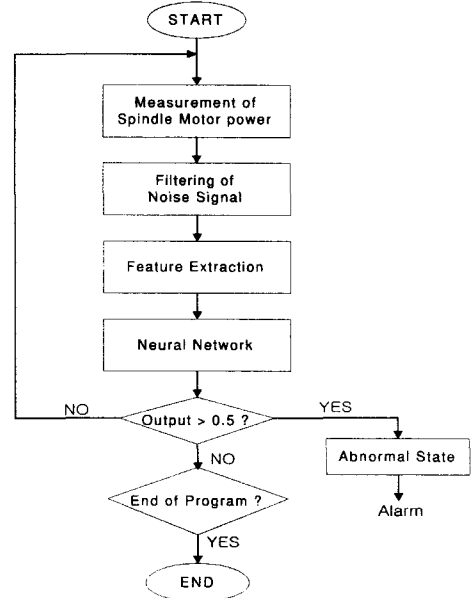 START
Measurement of
Spindle Motor power
Filtering of
Noise Signal
Feature Extraction
Neural Network
NO
Output > 0.5 ?
YES
NO
Abnormal State
End of Program ?
Alarm
YES
END